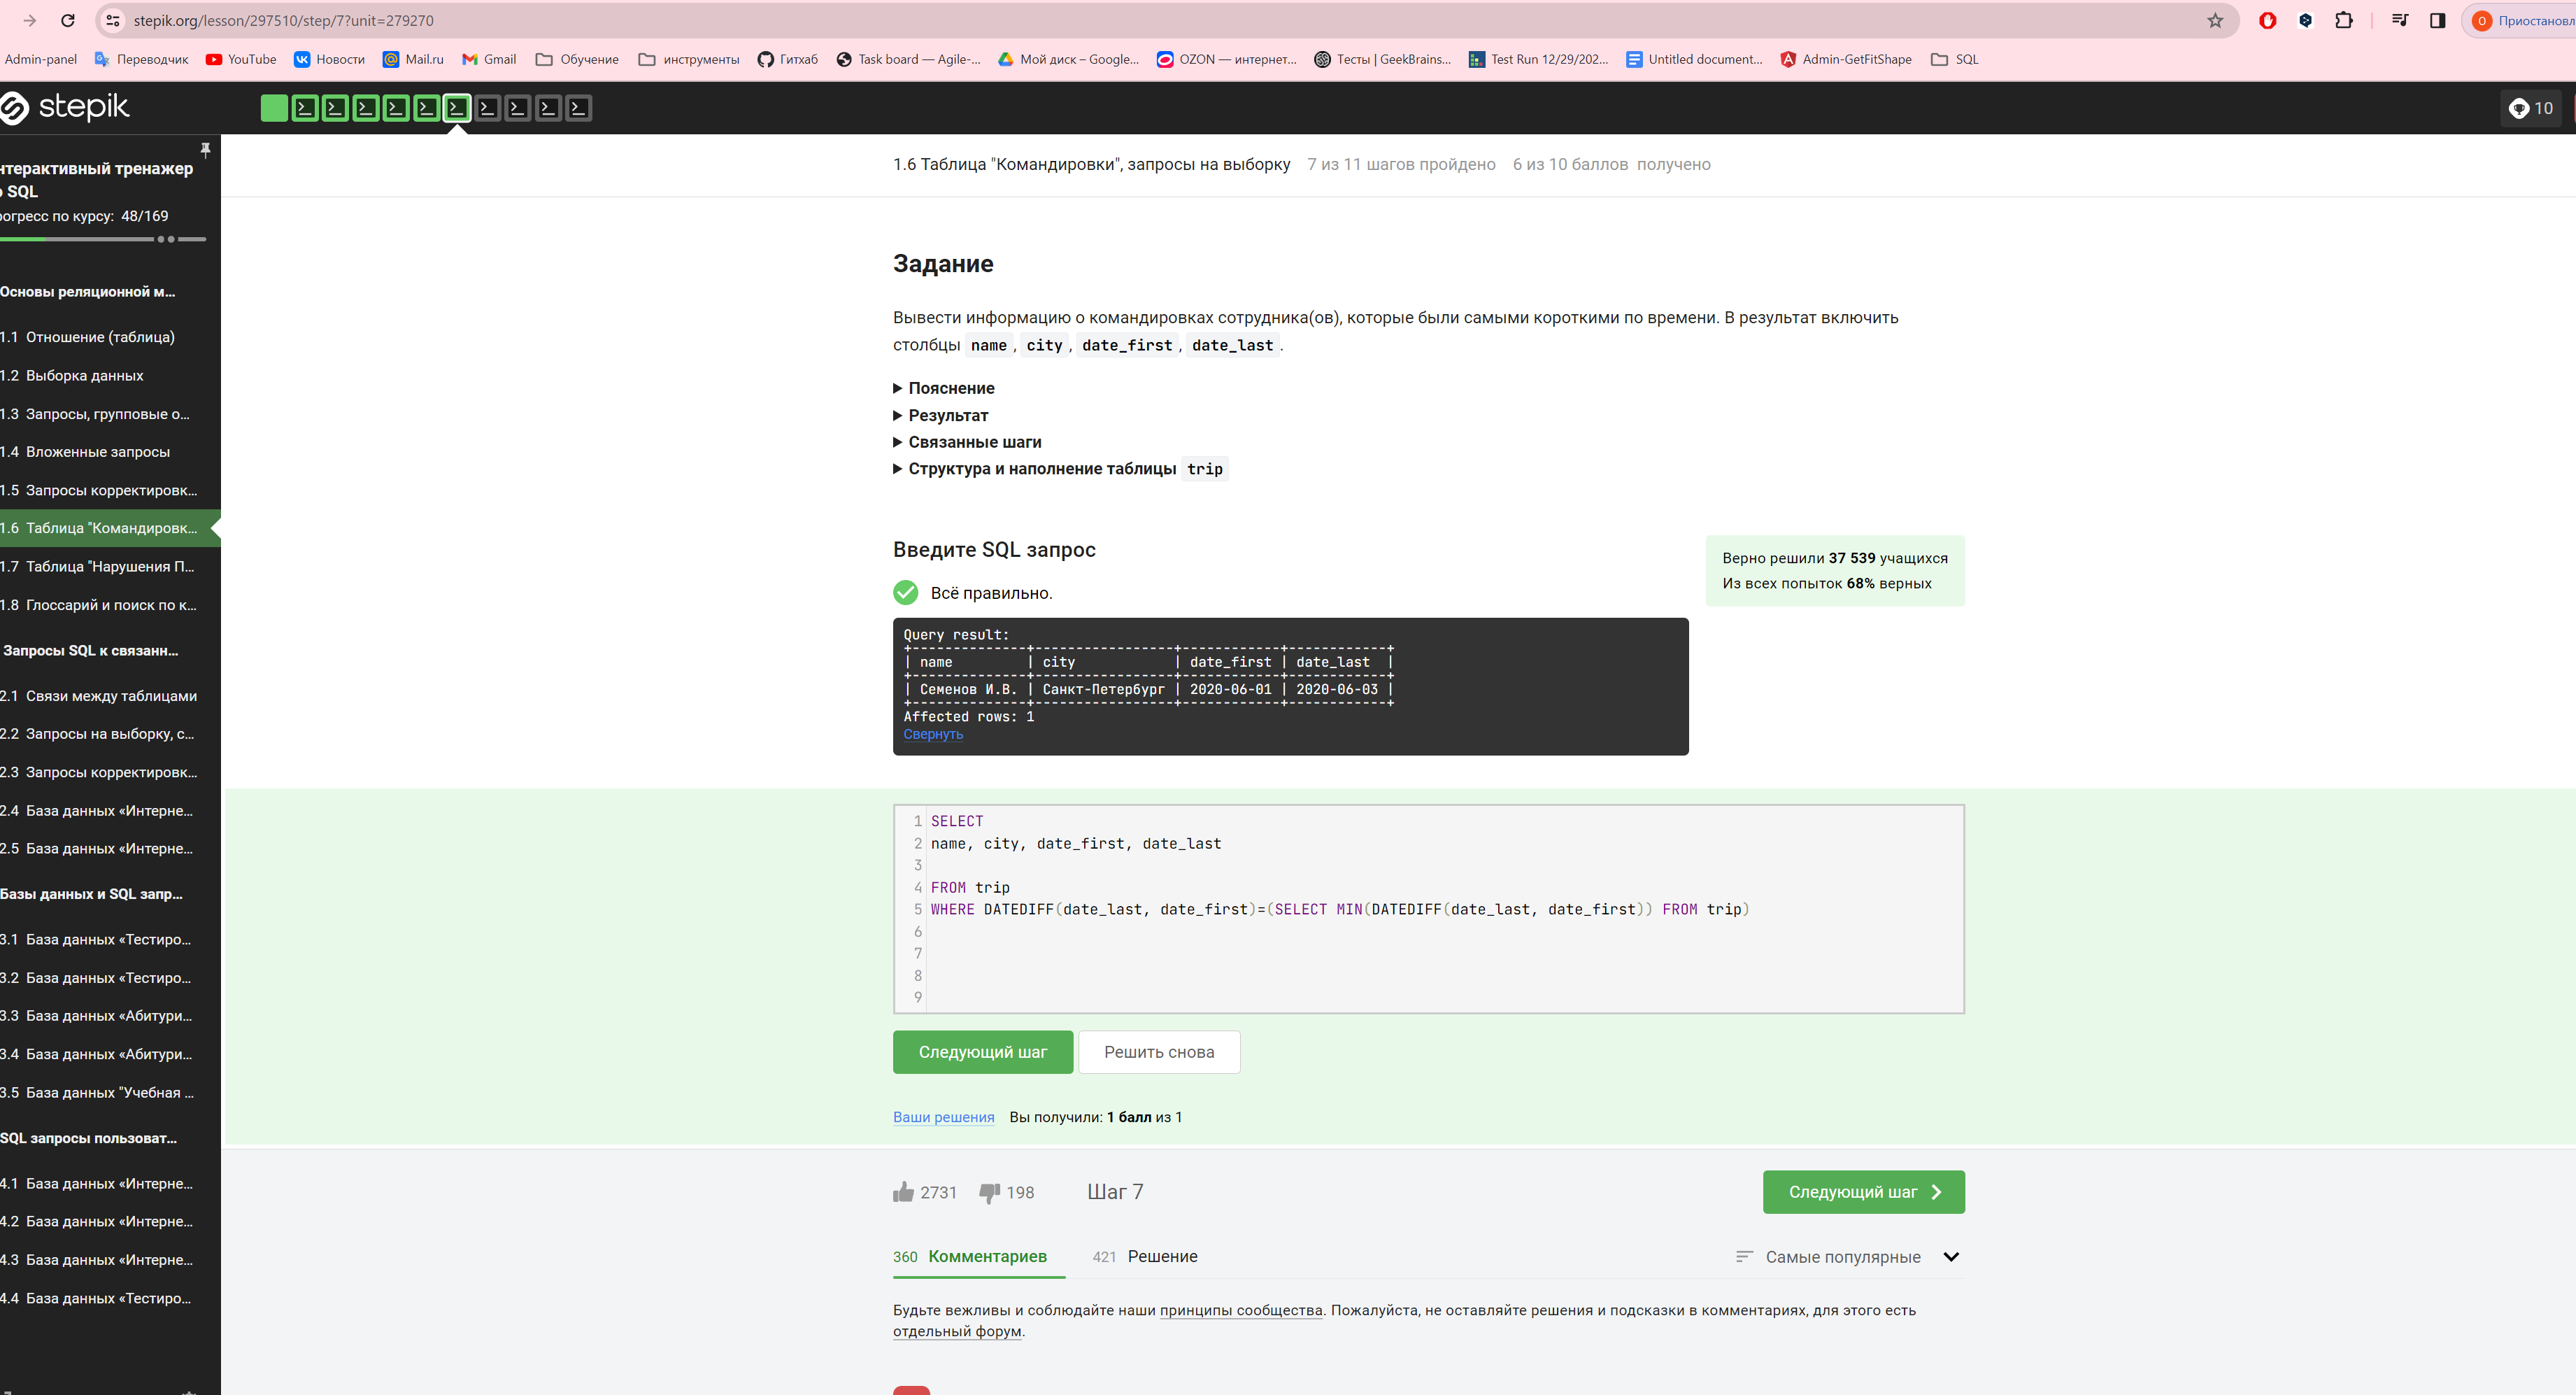 stepik.org/lesson/297510/step/7?unit=279270
О Приостановл
Admin-panel Переводчик YouTube Новости Mail.ru Gmail Обучение инструменты Гитхаб Task board — Agile-... Мой диск – Google... OZON — интернет... Тесты | GeekBrains... Test Run 12/29/202... Untitled document... Admin-GetFitShape SQL
stepik
10
нтерактивный тренажер
о SQL
рогресс по курсу: 48/169
Основы реляционной м...
1.1 Отношение (таблица)
1.2 Выборка данных
1.3 Запросы, групповые о...
1.4 Вложенные запросы
1.5 Запросы корректировк...
1.6 Таблица "Командировк...
1.7 Таблица "Нарушения П...
1.8 Глоссарий и поиск по к...
Запросы SQL к связанн...
2.1 Связи между таблицами
2.2 Запросы на выборку, с...
2.3 Запросы корректировк...
2.4 База данных «Интерне...
2.5 База данных «Интерне...
Базы данных и SQL запр...
3.1 База данных «Тестиро...
3.2 База данных «Тестиро...
3.3 База данных «Абитури...
3.4 База данных «Абитури...
3.5 База данных "Учебная ...
SQL запросы пользоват...
4.1 База данных «Интерне...
4.2 База данных «Интерне...
4.3 База данных «Интерне...
4.4 База данных «Тестиро...
1.6 Таблица "Командировки", запросы на выборку 7 из 11 шагов пройдено 6 из 10 баллов получено
Задание
Вывести информацию о командировках сотрудника(ов), которые были самыми короткими по времени. В результат включить
столбцы name, city, date_first, date_last.
Пояснение
Результат
Связанные шаги
Структура и наполнение таблицы trip
Введите SQL запрос
Верно решили 37 539 учащихся
Из всех попыток 68% верных
Всё правильно.
Query result:
+--------------+-----------------+------------+------------+
| name | city | date_first | date_last |
+--------------+-----------------+------------+------------+
| Семенов И.В. | Санкт-Петербург | 2020-06-01 | 2020-06-03 |
+--------------+-----------------+------------+------------+
Affected rows: 1
Свернуть
1 SELECT
2 name, city, date_first, date_last
3
4 FROM trip
5 WHERE DATEDIFF(date_last, date_first)=(SELECT MIN(DATEDIFF(date_last, date_first)) FROM trip)
6
7
8
9
Следующий шаг Решить снова
Ваши решения Вы получили: 1 балл из 1
2731 198 Шаг 7 Следующий шаг
360 Комментариев 421 Решение Самые популярные
Будьте вежливы и соблюдайте наши принципы сообщества. Пожалуйста, не оставляйте решения и подсказки в комментариях, для этого есть
отдельный форум.